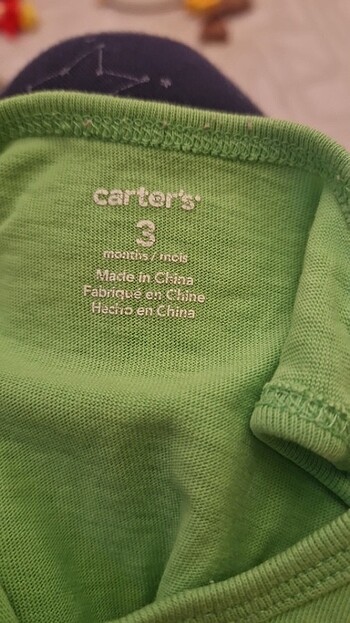 carter's
3
months / mois
Made in China
Fabriqué en Chine
Hecho en China